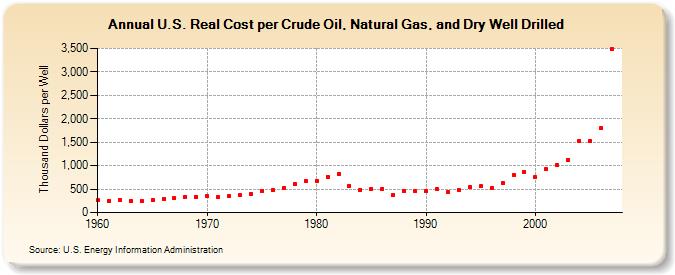 Annual U.S. Real Cost per Crude Oil, Natural Gas, and Dry Well Drilled
Thousand Dollars per Well
3,500
3,000
2,500
2,000
1,500
1,000
500
0
1960 1970 1980 1990 2000
Source: U.S. Energy Information Administration